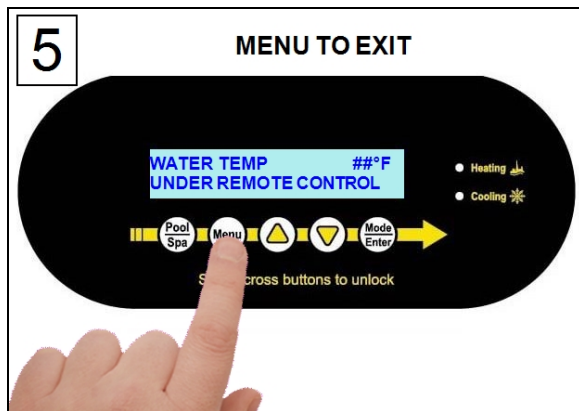 5
MENU TO EXIT
WATER TEMP ##°F
UNDER REMOTE CONTROL
Heating
Cooling
Pool Spa
Menu
Mode Enter
cross buttons to unlock